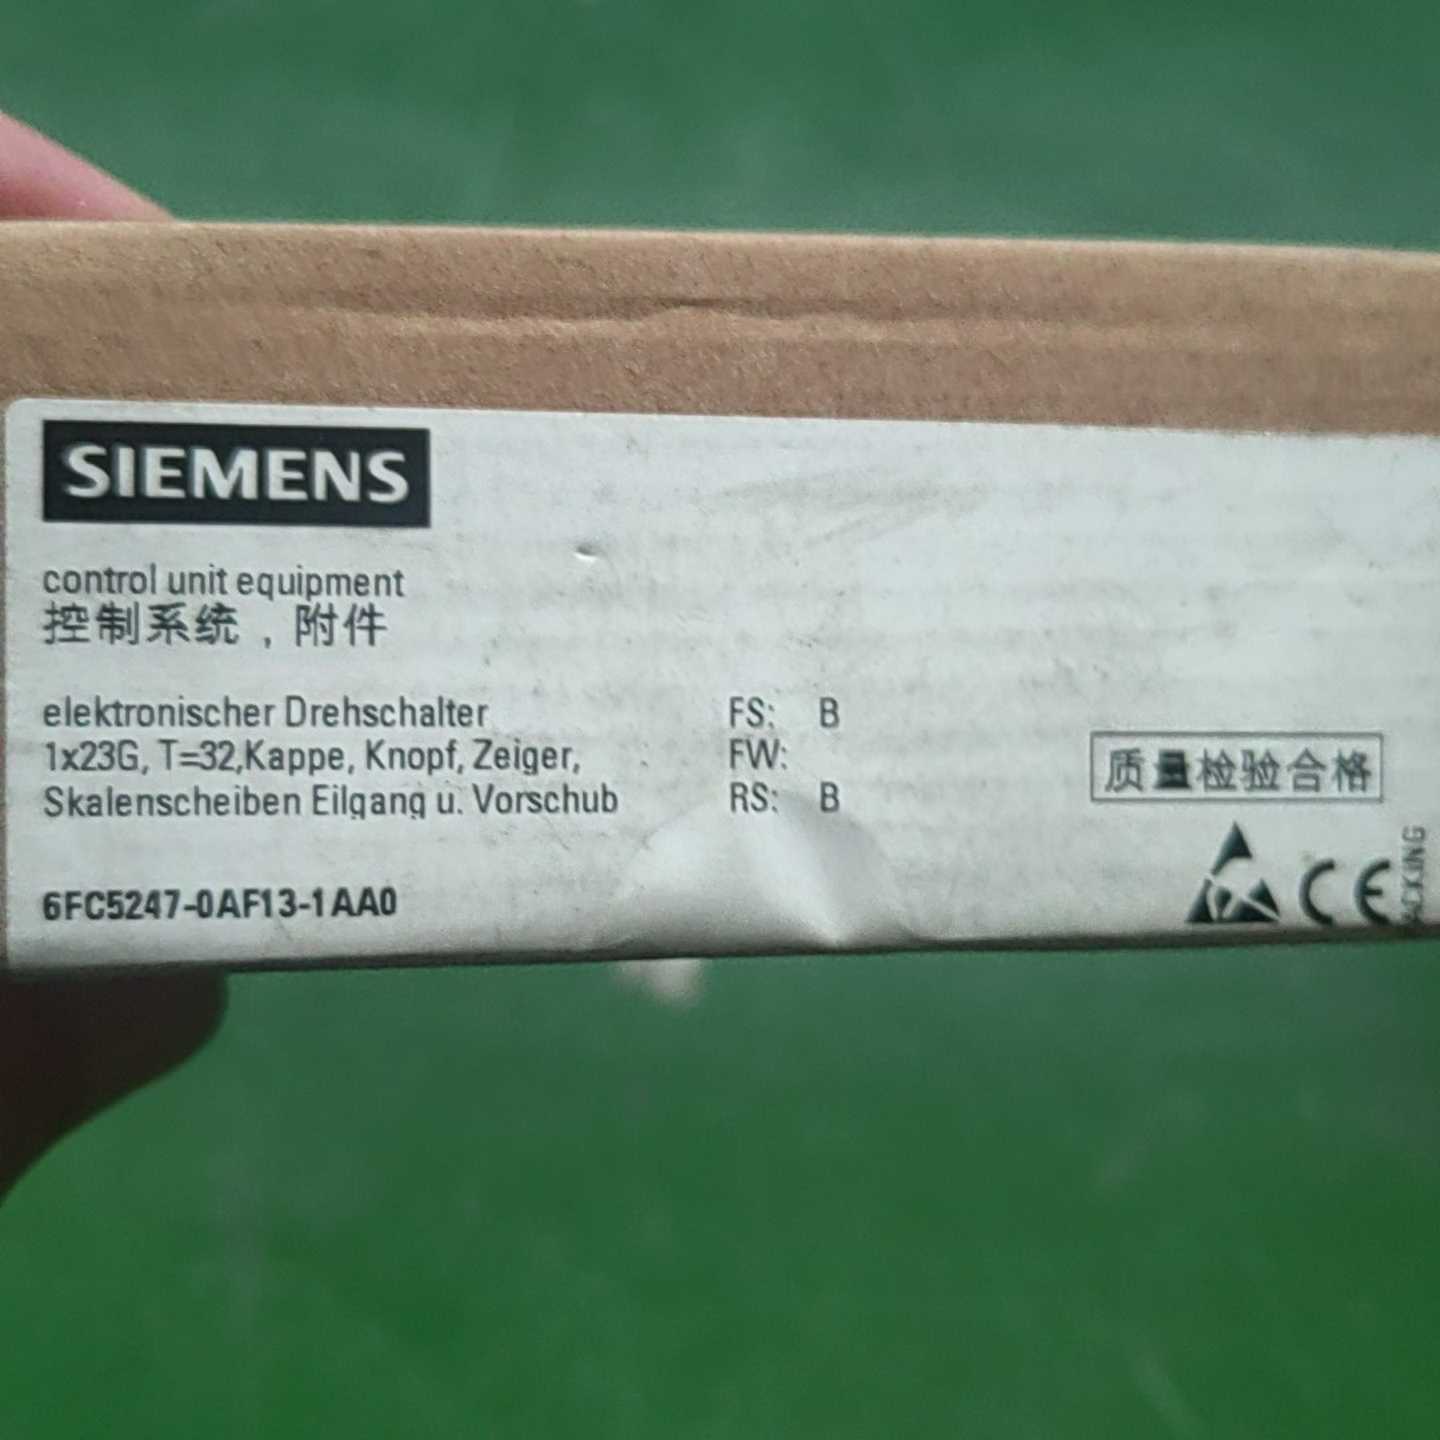 SIEMENS
control unit equipment
控制系统，附件
elektronischer Drehschalter
1x23G, T=32,Kappe, Knopf, Zeiger,
Skalenscheiben Eilgang u. Vorschub
FS: B
FW:
RS: B
6FC5247-0AF13-1AA0
质量检验合格
CE
PACKING